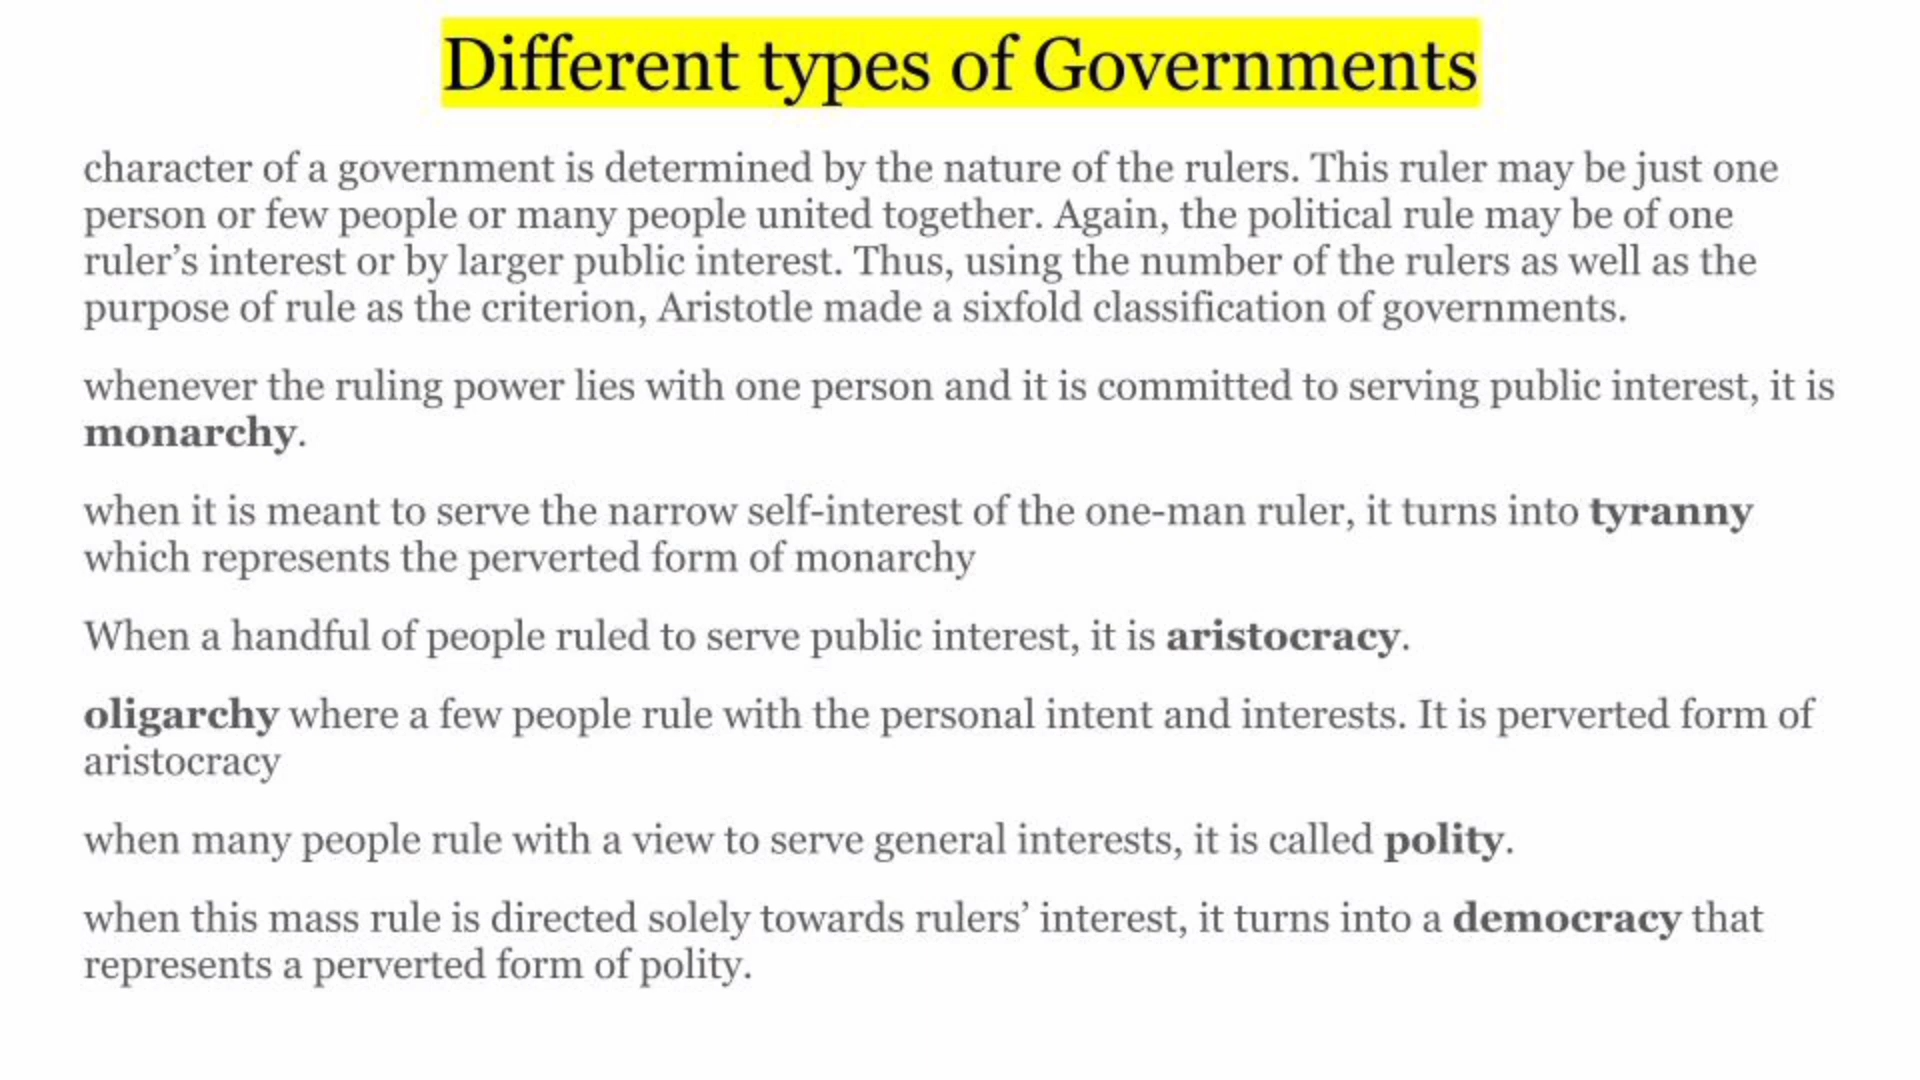 Different types of Governments
character of a government is determined by the nature of the rulers. This ruler may be just one
person or few people or many people united together. Again, the political rule may be of one
ruler’s interest or by larger public interest. Thus, using the number of the rulers as well as the
purpose of rule as the criterion, Aristotle made a sixfold classification of governments.
whenever the ruling power lies with one person and it is committed to serving public interest, it is
monarchy.
when it is meant to serve the narrow self-interest of the one-man ruler, it turns into tyranny
which represents the perverted form of monarchy
When a handful of people ruled to serve public interest, it is aristocracy.
oligarchy where a few people rule with the personal intent and interests. It is perverted form of
aristocracy
when many people rule with a view to serve general interests, it is called polity.
when this mass rule is directed solely towards rulers’ interest, it turns into a democracy that
represents a perverted form of polity.